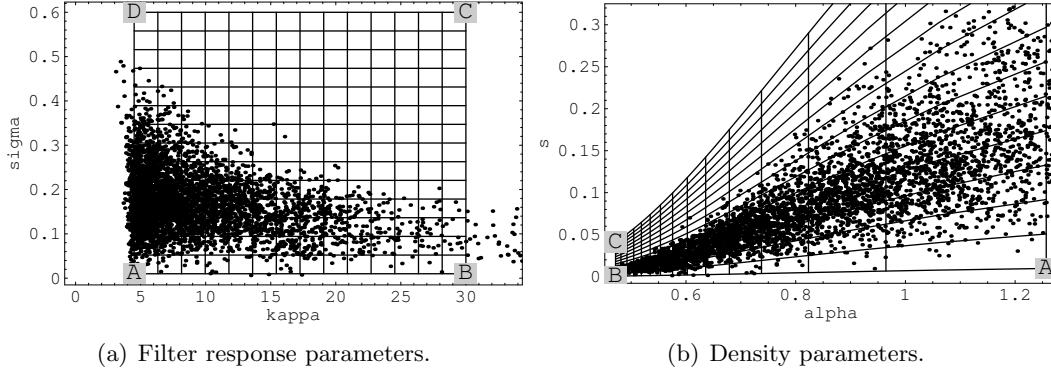 0.6
0.5
0.4
0.3
0.2
0.1
0
sigma
D
C
A
B
0
5
10
15
20
25
30
kappa
(a) Filter response parameters.
0.3
0.25
0.2
0.15
0.1
0.05
0
s
C
B
A
0.6
0.8
1
1.2
alpha
(b) Density parameters.